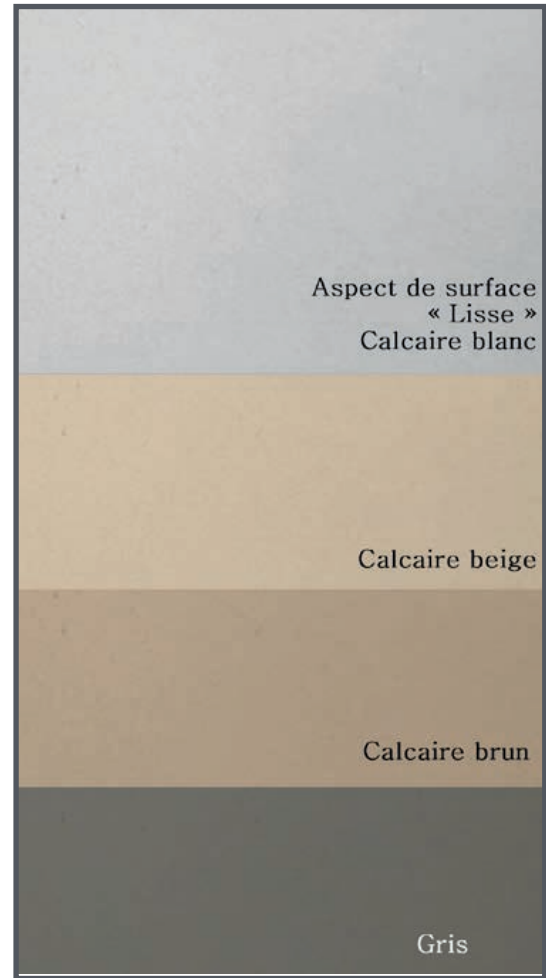 Aspect de surface
« Lisse »
Calcaire blanc
Calcaire beige
Calcaire brun
Gris